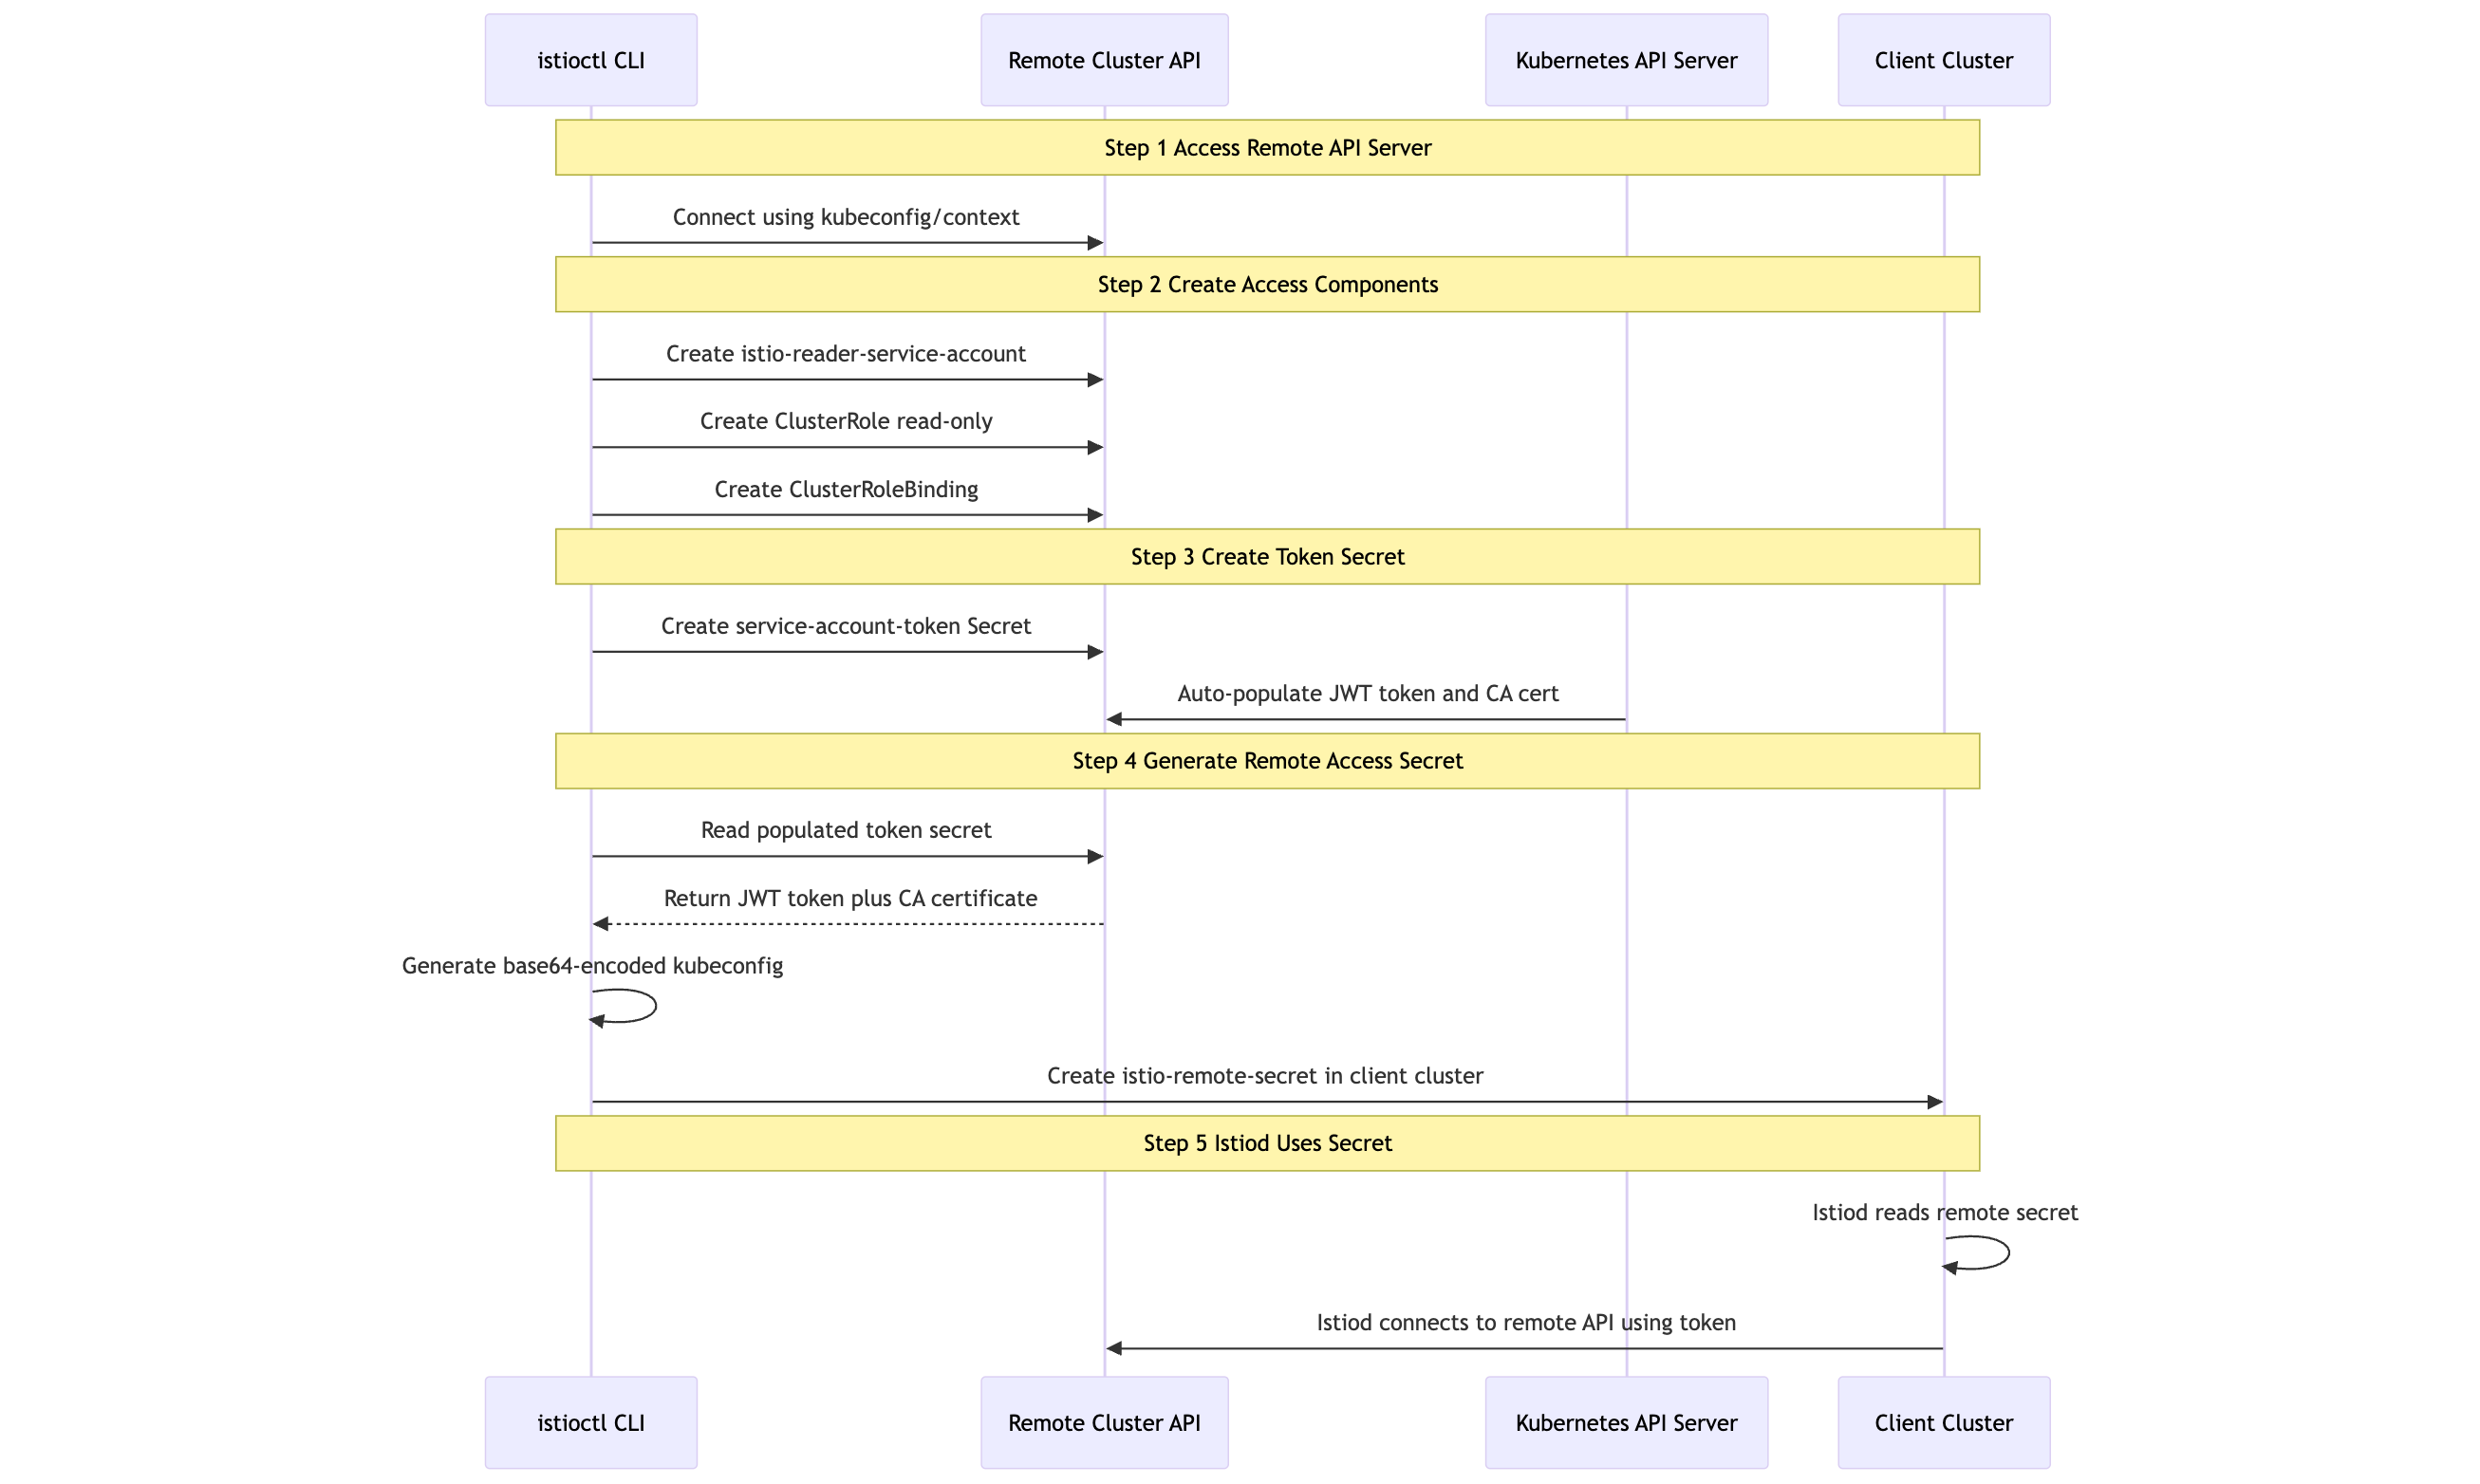 istioctl CLI
Remote Cluster API
Kubernetes API Server
Client Cluster
Step 1 Access Remote API Server
Connect using kubeconfig/context
Step 2 Create Access Components
Create istio-reader-service-account
Create ClusterRole read-only
Create ClusterRoleBinding
Step 3 Create Token Secret
Create service-account-token Secret
Auto-populate JWT token and CA cert
Step 4 Generate Remote Access Secret
Read populated token secret
Return JWT token plus CA certificate
Generate base64-encoded kubeconfig
Create istio-remote-secret in client cluster
Step 5 Istiod Uses Secret
Istiod reads remote secret
Istiod connects to remote API using token
istioctl CLI
Remote Cluster API
Kubernetes API Server
Client Cluster